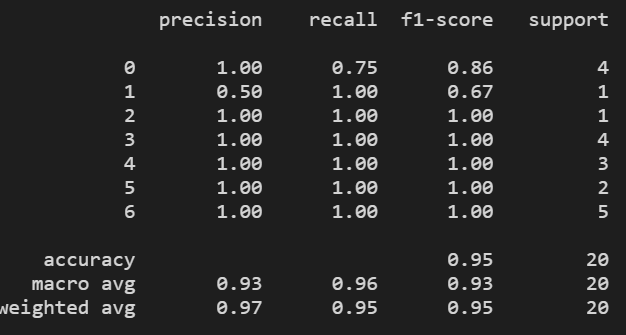 precision recall f1-score support
0 1.00 0.75 0.86 4
1 0.50 1.00 0.67 1
2 1.00 1.00 1.00 1
3 1.00 1.00 1.00 4
4 1.00 1.00 1.00 3
5 1.00 1.00 1.00 2
6 1.00 1.00 1.00 5
accuracy 0.95 20
macro avg 0.93 0.96 0.93 20
weighted avg 0.97 0.95 0.95 20